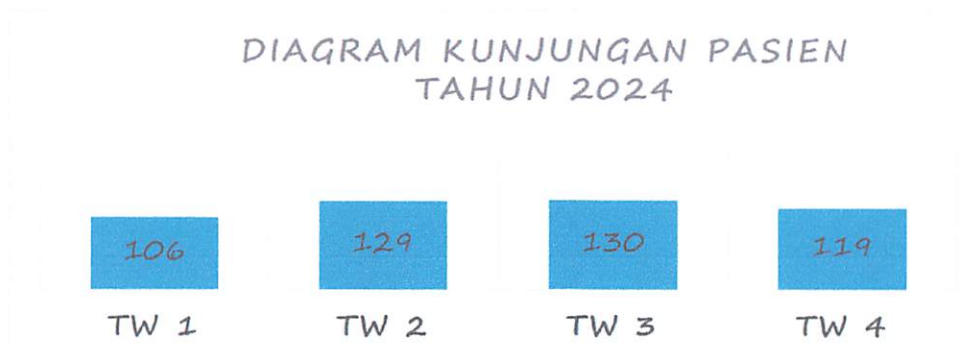 DIAGRAM KUNJUNGAN PASIEN
TAHUN 2024
106 129 130 119
TW 1 TW 2 TW 3 TW 4